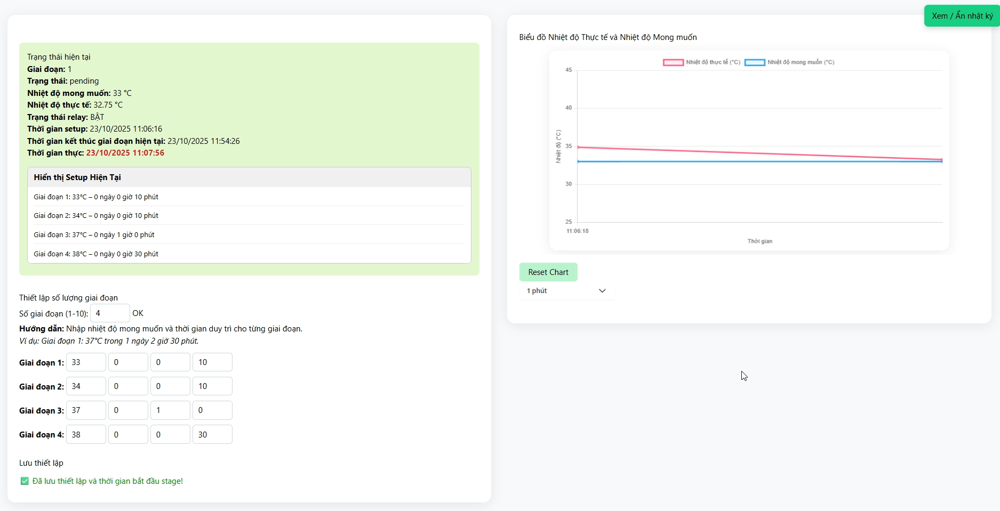 Xem / Ẩn nhật ký
Trạng thái hiện tại
Giai đoạn: 1
Trạng thái: pending
Nhiệt độ mong muốn: 33 °C
Nhiệt độ thực tế: 32.75 °C
Trạng thái relay: BẬT
Thời gian setup: 23/10/2025 11:06:16
Thời gian kết thúc giai đoạn hiện tại: 23/10/2025 11:54:26
Thời gian thực: 23/10/2025 11:07:56
Hiển thị Setup Hiện Tại
Giai đoạn 1: 33°C – 0 ngày 0 giờ 10 phút
Giai đoạn 2: 34°C – 0 ngày 0 giờ 10 phút
Giai đoạn 3: 37°C – 0 ngày 1 giờ 0 phút
Giai đoạn 4: 38°C – 0 ngày 0 giờ 30 phút
Thiết lập số lượng giai đoạn
Số giai đoạn (1-10): 4 OK
Hướng dẫn: Nhập nhiệt độ mong muốn và thời gian duy trì cho từng giai đoạn.
Ví dụ: Giai đoạn 1: 37°C trong 1 ngày 2 giờ 30 phút.
Giai đoạn 1: 33 0 0 10
Giai đoạn 2: 34 0 0 10
Giai đoạn 3: 37 0 1 0
Giai đoạn 4: 38 0 0 30
Lưu thiết lập
Đã lưu thiết lập và thời gian bắt đầu stage!
Biểu đồ Nhiệt độ Thực tế và Nhiệt độ Mong muốn
Nhiệt độ thực tế (°C) Nhiệt độ mong muốn (°C)
45
40
35
30
25
Nhiệt độ (°C)
11:06:18
Thời gian
Reset Chart
1 phút